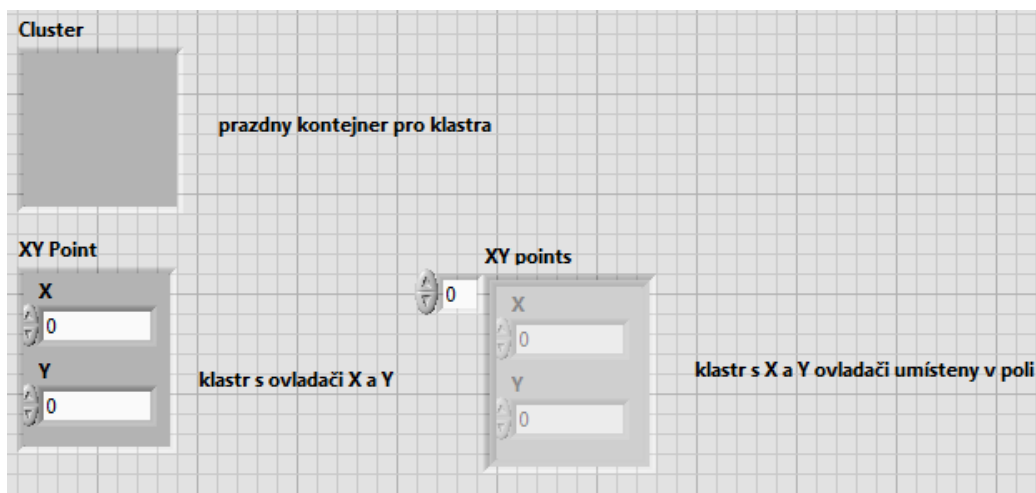 Cluster
prazdny kontejner pro klastra
XY Point
XY points
X
0
0
X
0
Y
0
klastr s ovladači X a Y
Y
0
klastr s X a Y ovladači umísteny v poli